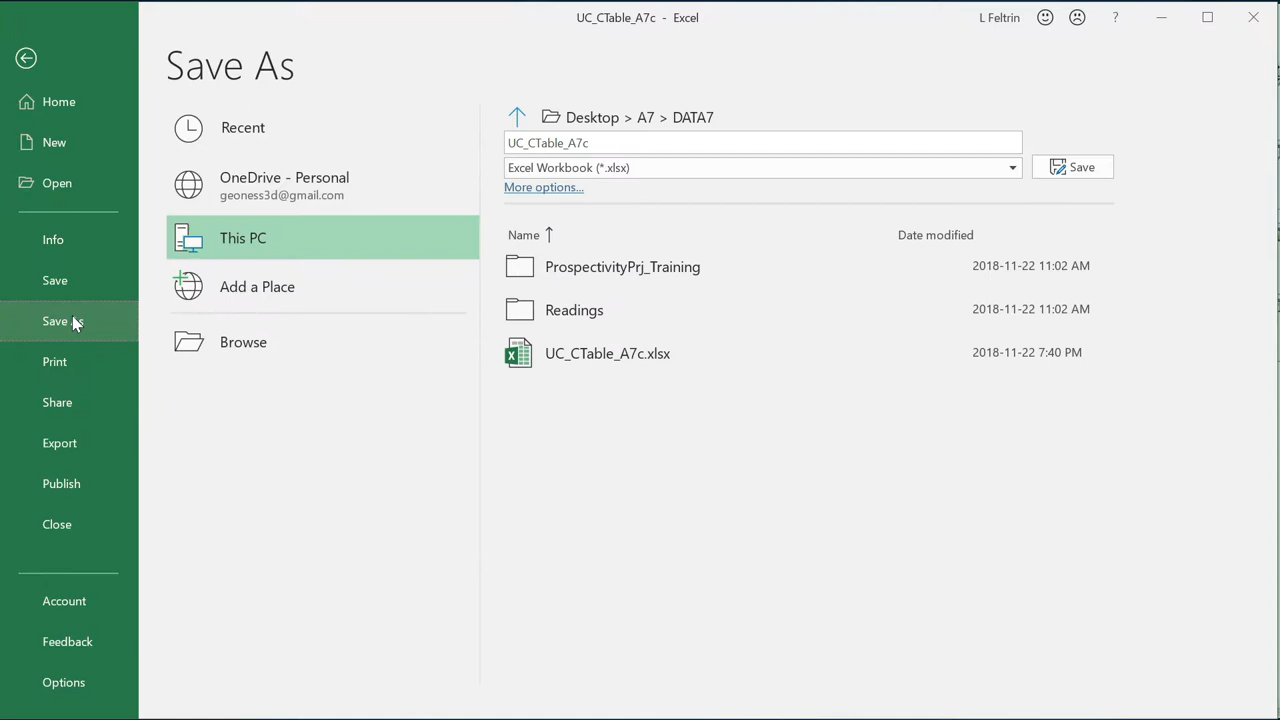 UC_CTable_A7c - Excel
L Feltrin
?
Home
New
Open
Info
Save
Save As
Print
Share
Export
Publish
Close
Account
Feedback
Options
Save As
Recent
OneDrive - Personal
geoness3d@gmail.com
This PC
Add a Place
Browse
Desktop > A7 > DATA7
UC_CTable_A7c
Excel Workbook (*.xlsx)
Save
More options...
Name
Date modified
ProspectivityPrj_Training
2018-11-22 11:02 AM
Readings
2018-11-22 11:02 AM
UC_CTable_A7c.xlsx
2018-11-22 7:40 PM